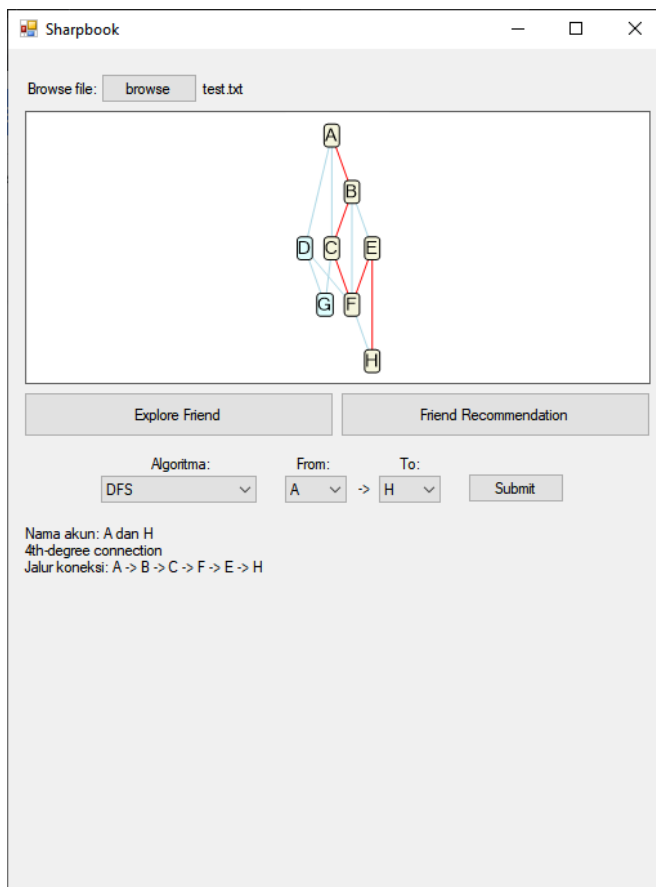 Sharpbook
Browse file: browse test.txt
A
B
D C E
G F
H
Explore Friend Friend Recommendation
Algoritma: From: To:
DFS A -> H Submit
Nama akun: A dan H
4th-degree connection
Jalur koneksi: A -> B -> C -> F -> E -> H